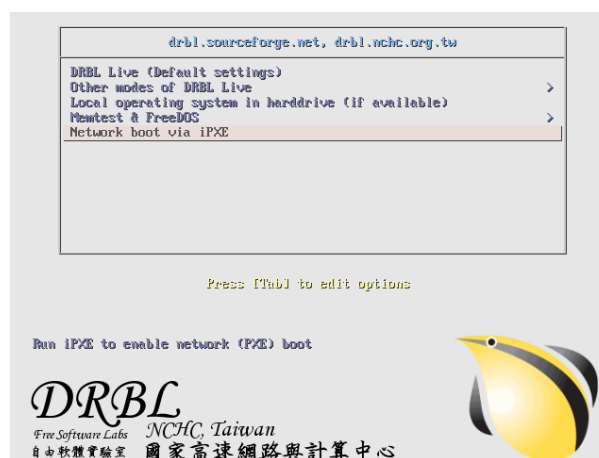 drbl.sourceforge.net, drbl.nchc.org.tw
DRBL Live (Default settings)
Other modes of DRBL Live >
Local operating system in harddrive (if available)
Memtest & FreeDOS >
Network boot via iPXE
Press [Tab] to edit options
Run iPXE to enable network (PXE) boot
DRBL
Free Software Labs NCHC, Taiwan
自由軟體實驗室 國家高速網路與計算中心